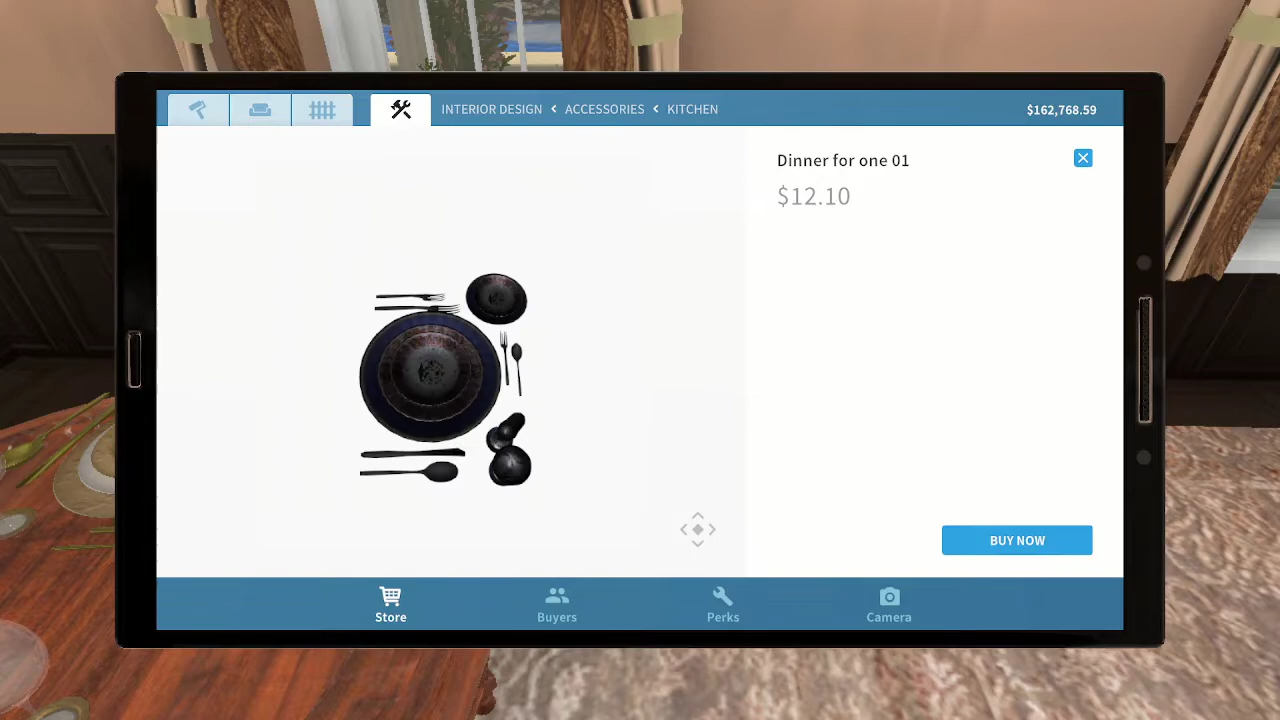 INTERIOR DESIGN < ACCESSORIES < KITCHEN
$162,768.59
Dinner for one 01
$12.10
BUY NOW
Store
Buyers
Perks
Camera